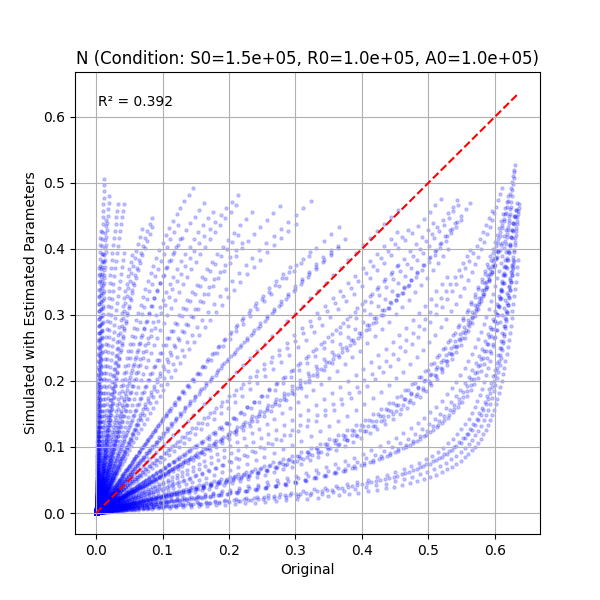 N (Condition: S0=1.5e+05, R0=1.0e+05, A0=1.0e+05)
R² = 0.392
0.6
0.5
0.4
0.3
0.2
0.1
0.0
Simulated with Estimated Parameters
0.0 0.1 0.2 0.3 0.4 0.5 0.6
Original